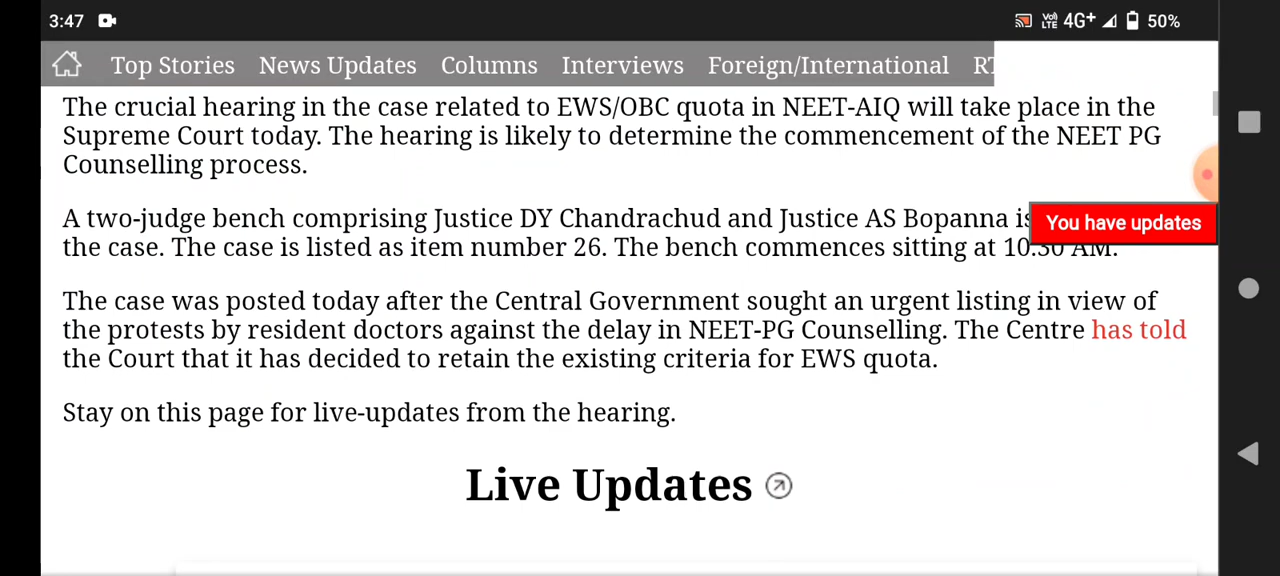 3:47 VoD LTE 4G+ 50%
Top Stories News Updates Columns Interviews Foreign/International
The crucial hearing in the case related to EWS/OBC quota in NEET-AIQ will take place in the
Supreme Court today. The hearing is likely to determine the commencement of the NEET PG
Counselling process.
A two-judge bench comprising Justice DY Chandrachud and Justice AS Bopanna is
You have updates
the case. The case is listed as item number 26. The bench commences sitting at 10.30 AM.
The case was posted today after the Central Government sought an urgent listing in view of
the protests by resident doctors against the delay in NEET-PG Counselling. The Centre has told
the Court that it has decided to retain the existing criteria for EWS quota.
Stay on this page for live-updates from the hearing.
Live Updates